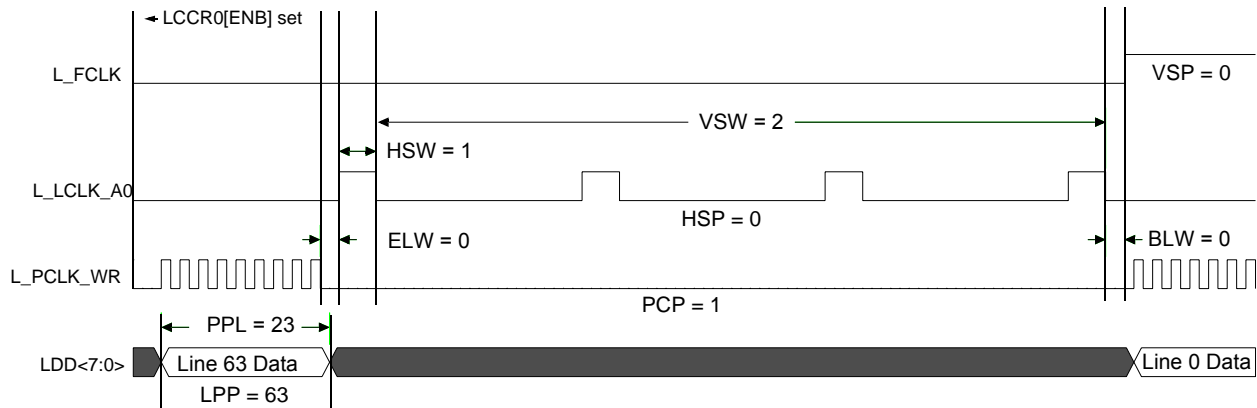 LCCR0[ENB] set
L_FCLK
VSP = 0
VSW = 2
HSW = 1
L_LCLK_A0
HSP = 0
ELW = 0
BLW = 0
L_PCLK_WR
PCP = 1
PPL = 23
LDD<7:0>
Line 63 Data
Line 0 Data
LPP = 63